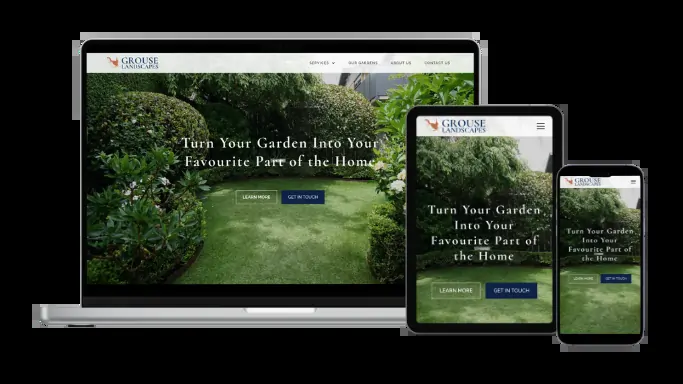 GROUSE
LANDSCAPES
SERVICES
OUR GARDENS
ABOUT US
CONTACT US
Turn Your Garden Into Your
Favourite Part of the Home
LEARN MORE
GET IN TOUCH
GROUSE
LANDSCAPES
Turn Your Garden
Into Your
Favourite Part of
the Home
LEARN MORE
GET IN TOUCH
GROUSE
LANDSCAPES
Turn Your Garden
Into Your
Favourite Part of
the Home
LEARN MORE
GET IN TOUCH